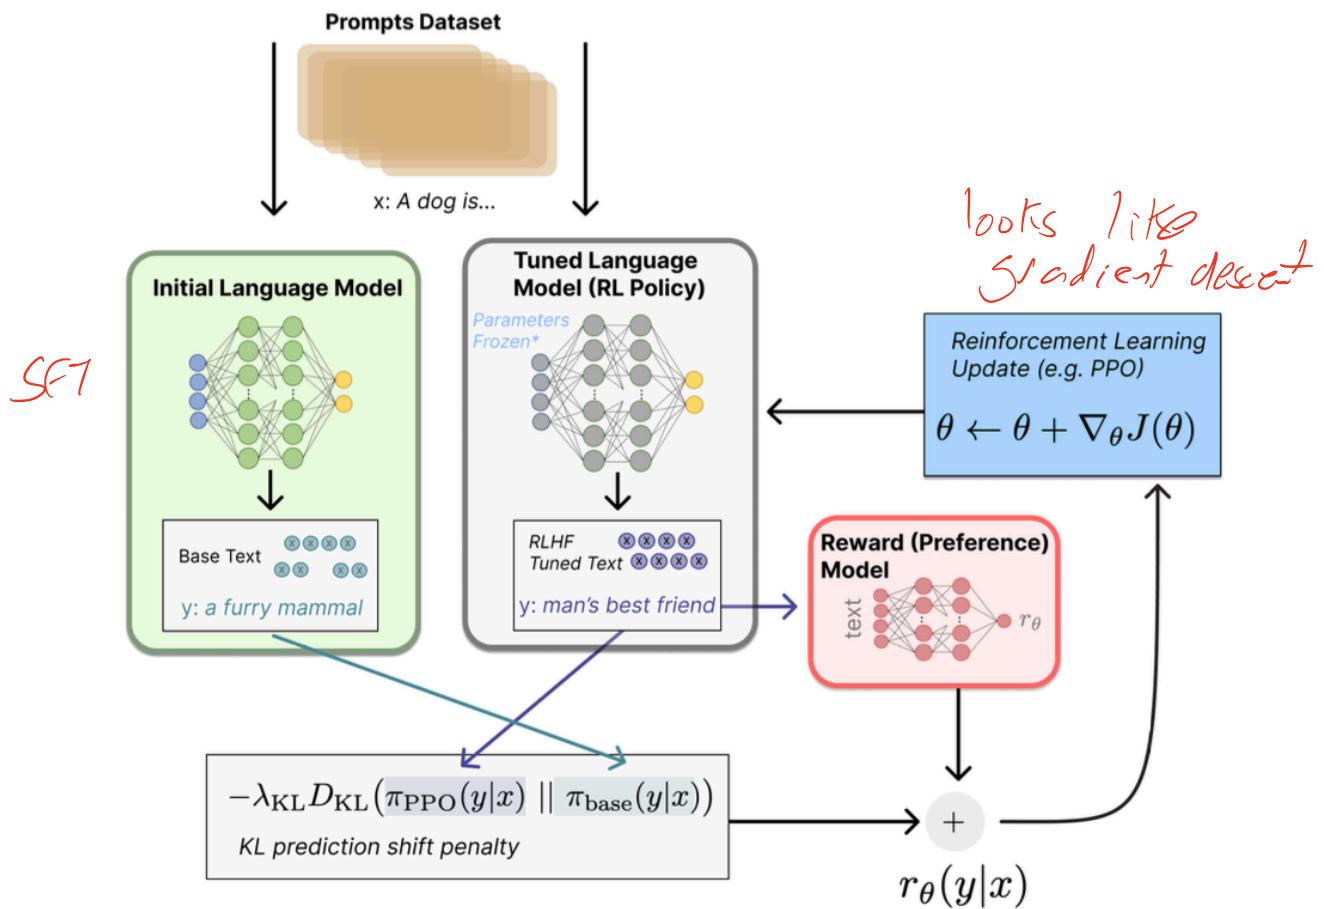 Prompts Dataset
x: A dog is...
looks like
gradient descent
SFT
Initial Language Model
Tuned Language
Model (RL Policy)
Parameters
Frozen*
Reinforcement Learning
Update (e.g. PPO)
θ ← θ + ∇θJ(θ)
Base Text
x x x x
x x x x
y: a furry mammal
RLHF
Tuned Text
x x x x
x x x x
y: man's best friend
Reward (Preference)
Model
text
rθ
−λKL DKL(πPPO(y|x) || πbase(y|x))
KL prediction shift penalty
+
rθ(y|x)